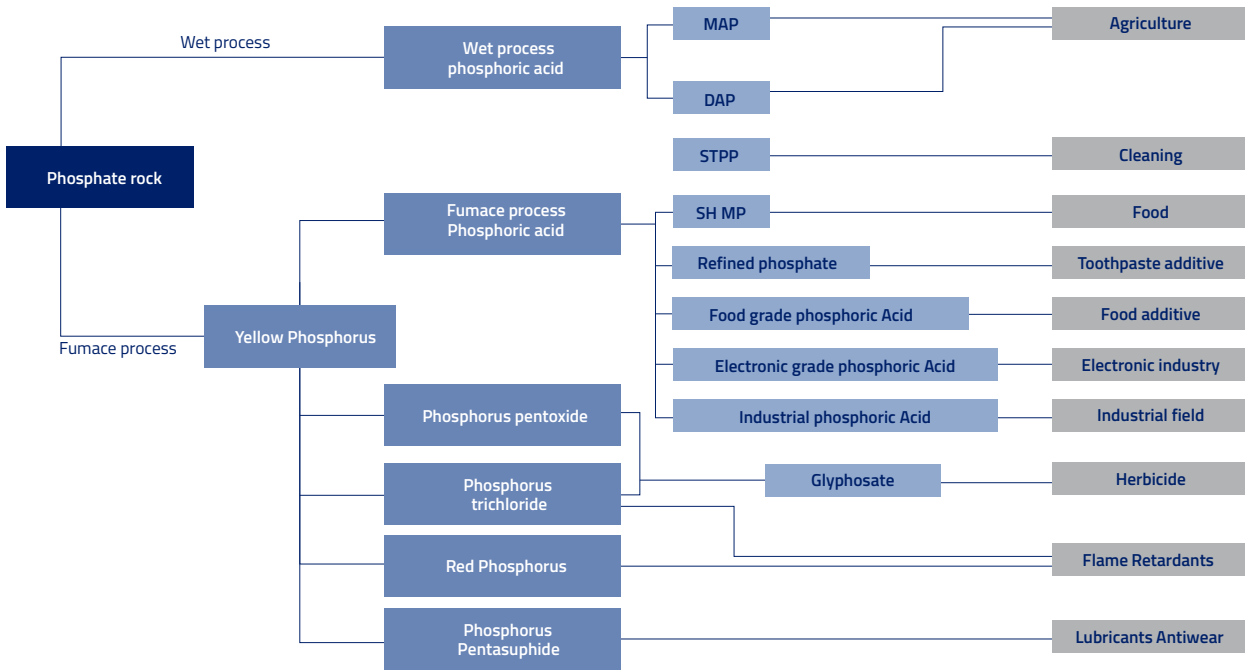 Wet process
Phosphate rock
Fumace process
Yellow Phosphorus
Wet process
phosphoric acid
Fumace process
Phosphoric acid
Phosphorus pentoxide
Phosphorus
trichloride
Red Phosphorus
Phosphorus
Pentasuphide
MAP
DAP
STPP
SH MP
Refined phosphate
Food grade phosphoric Acid
Electronic grade phosphoric Acid
Industrial phosphoric Acid
Glyphosate
Agriculture
Cleaning
Food
Toothpaste additive
Food additive
Electronic industry
Industrial field
Herbicide
Flame Retardants
Lubricants Antiwear